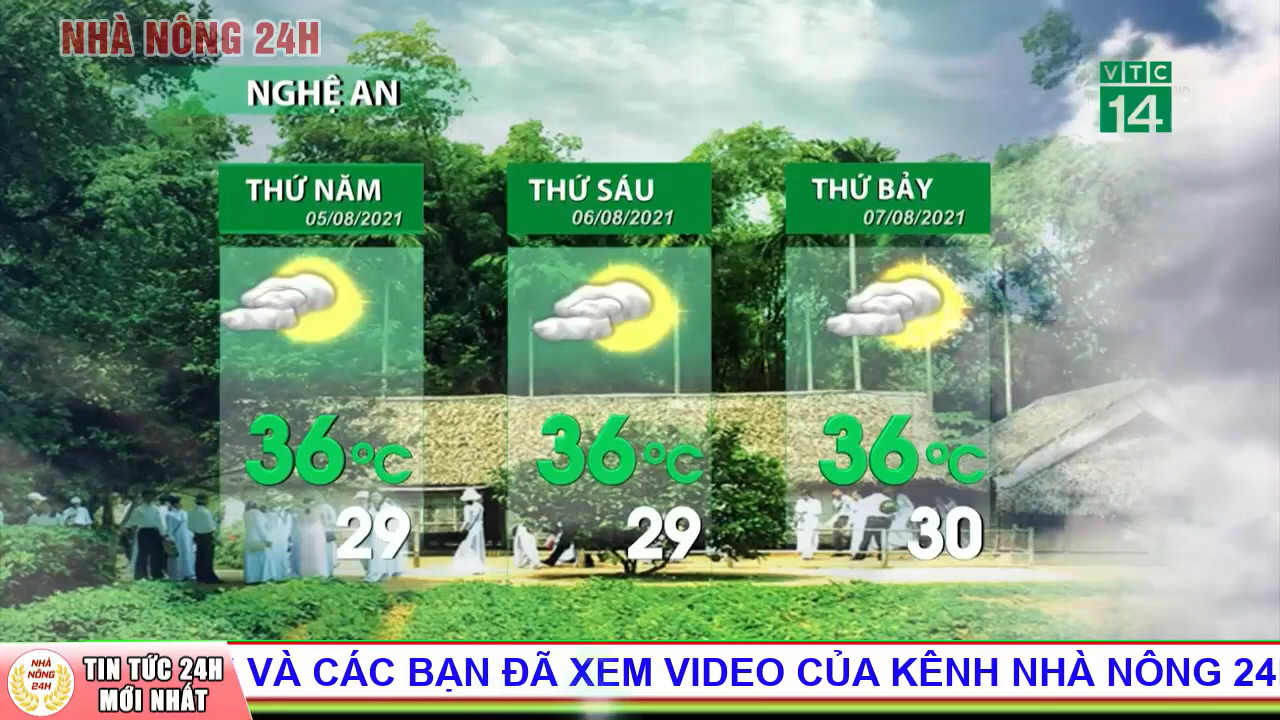 NHÀ NÔNG 24H
NGHỆ AN
VTC
14
THỨ NĂM
05/08/2021
THỨ SÁU
06/08/2021
THỨ BẢY
07/08/2021
36°C
36°C
36°C
29
29
30
NHÀ NÔNG
24H
TIN TỨC 24H
MỚI NHẤT
VÀ CÁC BẠN ĐÃ XEM VIDEO CỦA KÊNH NHÀ NÔNG 24